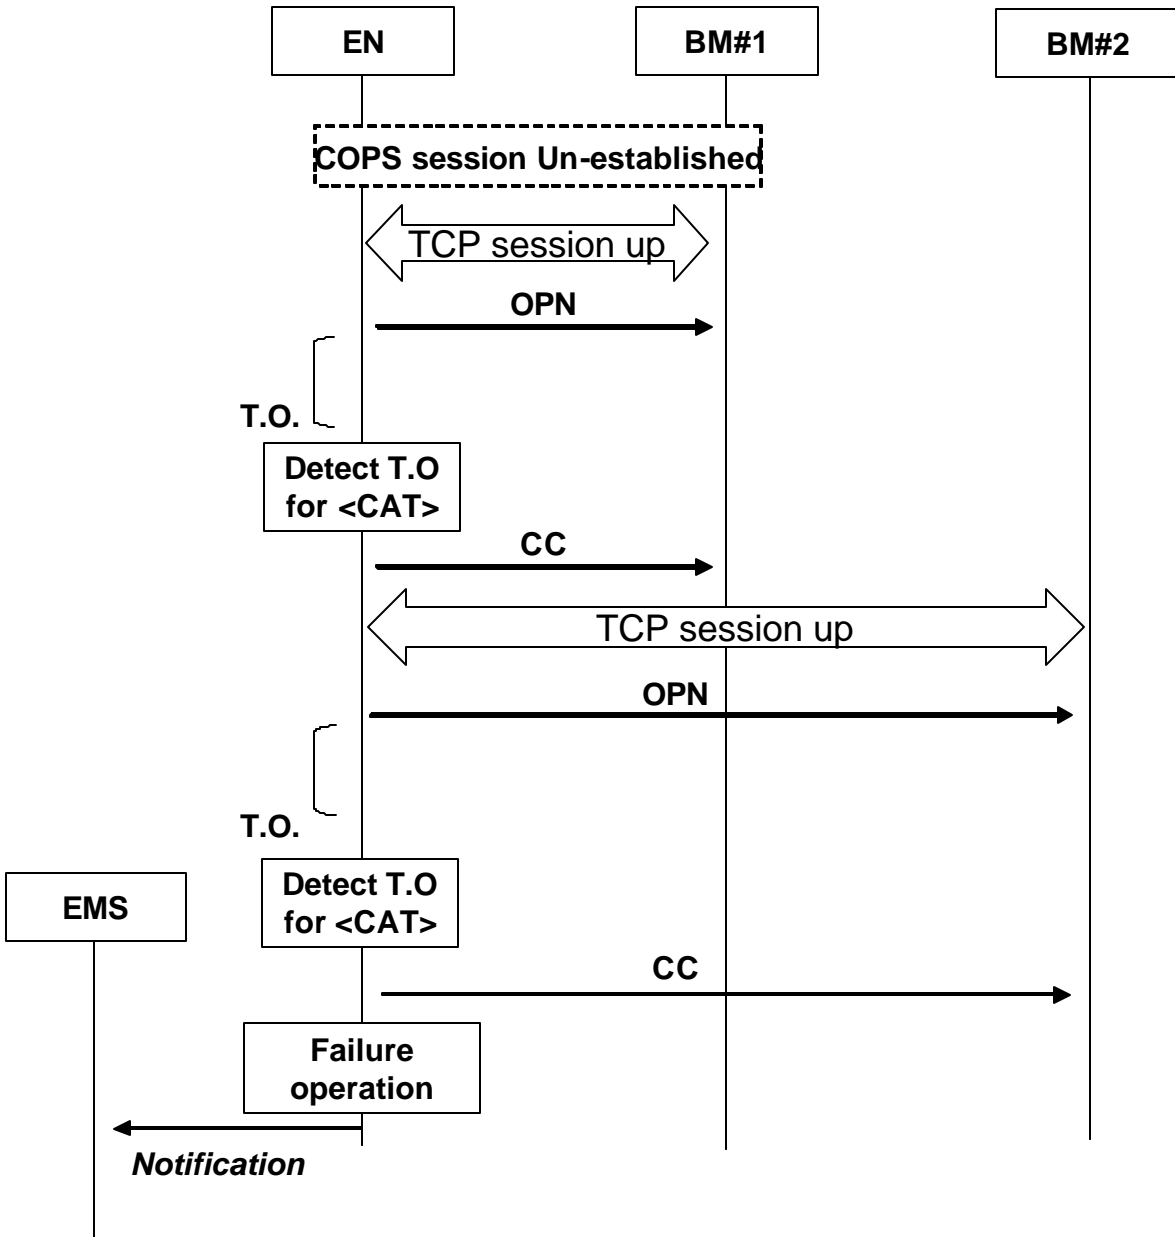 EN
BM#1
BM#2
COPS session Un-established
TCP session up
OPN
T.O.
Detect T.O
for <CAT>
CC
TCP session up
OPN
T.O.
Detect T.O
for <CAT>
EMS
CC
Failure
operation
Notification